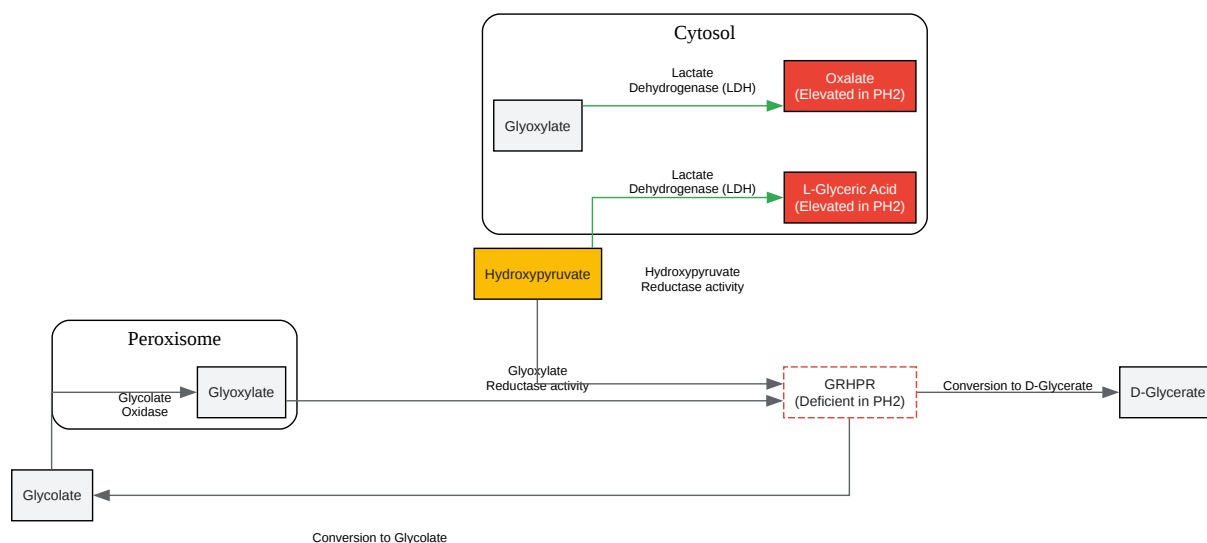 Cytosol
Lactate
Dehydrogenase (LDH)
Oxalate
(Elevated in PH2)
Glyoxylate
Lactate
Dehydrogenase (LDH)
L-Glyceric Acid
(Elevated in PH2)
Hydroxypyruvate
Hydroxypyruvate
Reductase activity
Peroxisome
Glycolate
Oxidase
Glyoxylate
Glyoxylate
Reductase activity
GRHPR
(Deficient in PH2)
Conversion to D-Glycerate
D-Glycerate
Glycolate
Conversion to Glycolate